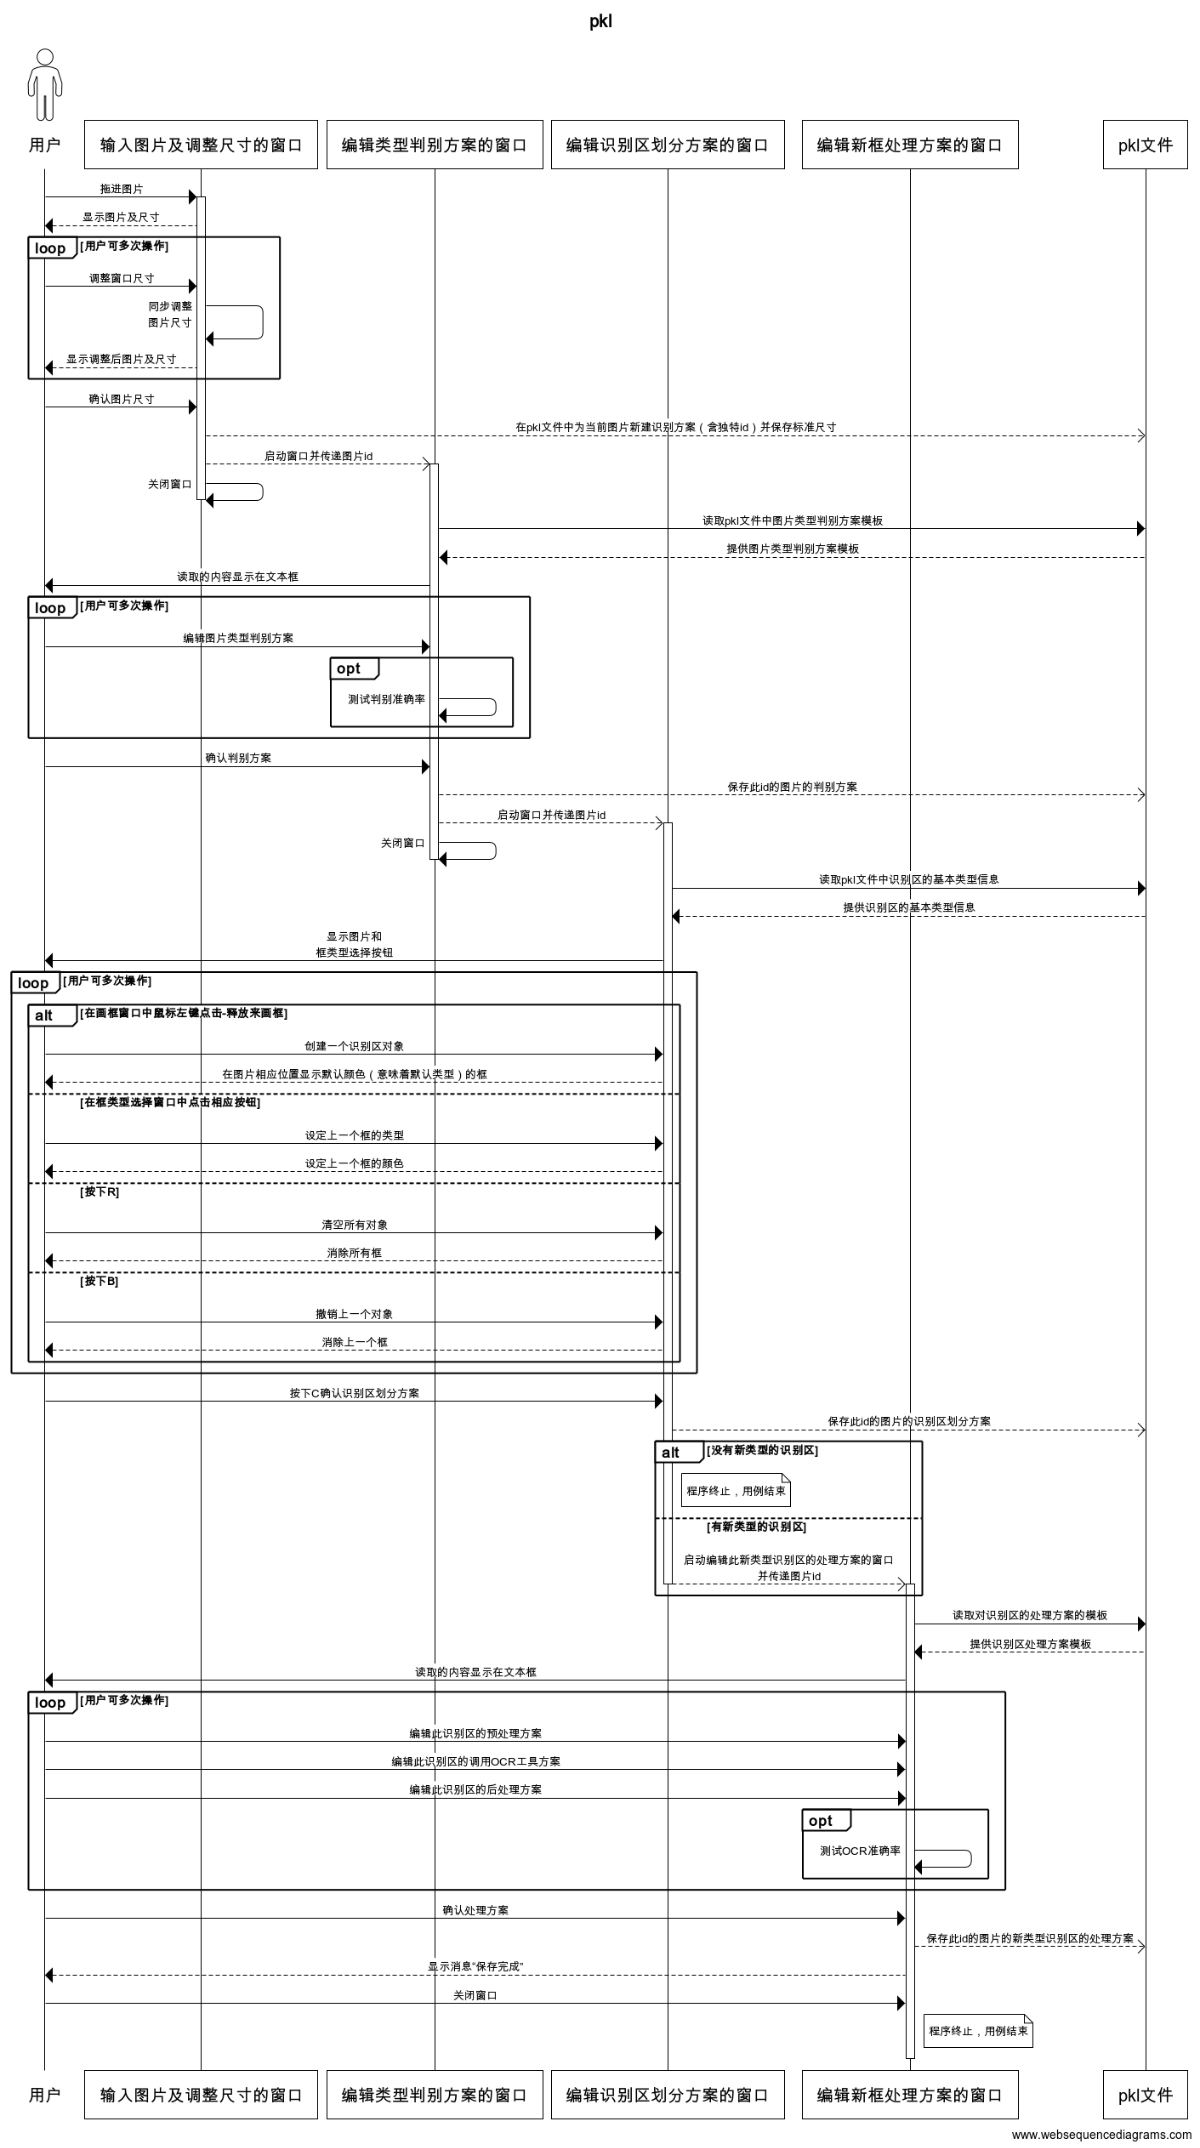 pkl
用户
输入图片及调整尺寸的窗口
编辑类型判别方案的窗口
编辑识别区划分方案的窗口
编辑新框处理方案的窗口
pkl文件
拖进图片
显示图片及尺寸
loop [用户可多次操作]
调整窗口尺寸
同步调整
图片尺寸
显示调整后图片及尺寸
确认图片尺寸
在pkl文件中为当前图片新建识别方案（含独特id）并保存标准尺寸
启动窗口并传递图片id
关闭窗口
读取pkl文件中图片类型判别方案模板
提供图片类型判别方案模板
读取的内容显示在文本框
loop [用户可多次操作]
编辑图片类型判别方案
opt
测试判别准确率
确认判别方案
保存此id的图片的判别方案
启动窗口并传递图片id
关闭窗口
读取pkl文件中识别区的基本类型信息
提供识别区的基本类型信息
显示图片和
框类型选择按钮
loop [用户可多次操作]
alt [在画框窗口中鼠标左键点击-释放来画框]
创建一个识别区对象
在图片相应位置显示默认颜色（意味着默认类型）的框
[在框类型选择窗口中点击相应按钮]
设定上一个框的类型
设定上一个框的颜色
[按下R]
清空所有对象
消除所有框
[按下B]
撤销上一个对象
消除上一个框
按下C确认识别区划分方案
保存此id的图片的识别区划分方案
alt [没有新类型的识别区]
程序终止，用例结束
[有新类型的识别区]
启动编辑此新类型识别区的处理方案的窗口
并传递图片id
读取对识别区的处理方案的模板
提供识别区处理方案模板
读取的内容显示在文本框
loop [用户可多次操作]
编辑此识别区的预处理方案
编辑此识别区的调用OCR工具方案
编辑此识别区的后处理方案
opt
测试OCR准确率
确认处理方案
保存此id的图片的新类型识别区的处理方案
显示消息“保存完成”
关闭窗口
程序终止，用例结束
用户
输入图片及调整尺寸的窗口
编辑类型判别方案的窗口
编辑识别区划分方案的窗口
编辑新框处理方案的窗口
pkl文件
www.websequencediagrams.com